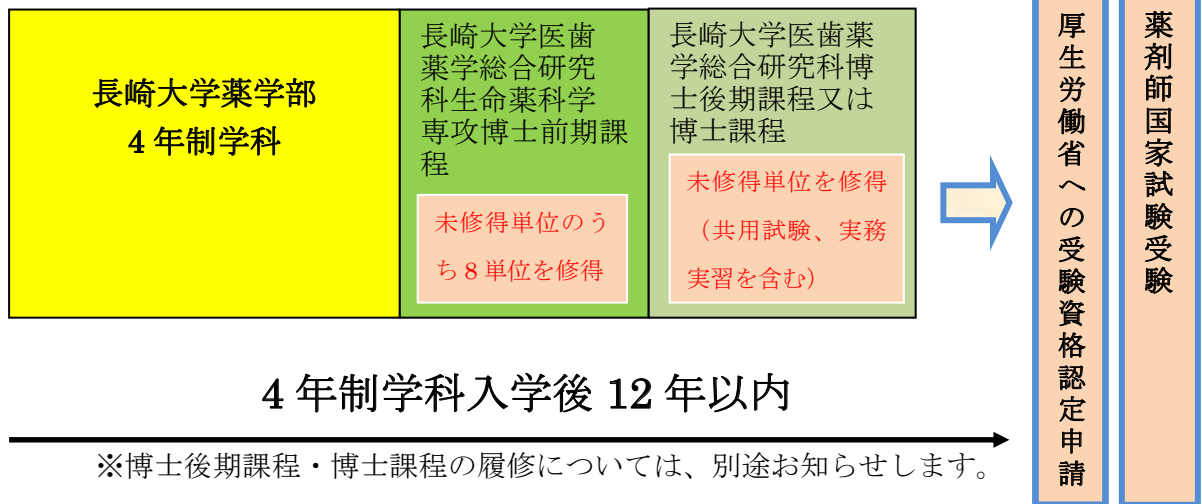 長崎大学薬学部
4年制学科
長崎大学医歯
薬学総合研究
科生命薬科学
専攻博士前期課
程
未修得単位のう
ち8単位を修得
長崎大学医歯薬
学総合研究科博
士後期課程又は
博士課程
未修得単位を修得
（共用試験、実務
実習を含む）
厚生労働省への受験資格認定申請
薬剤師国家試験受験
4年制学科入学後 12年以内
※博士後期課程・博士課程の履修については、別途お知らせします。